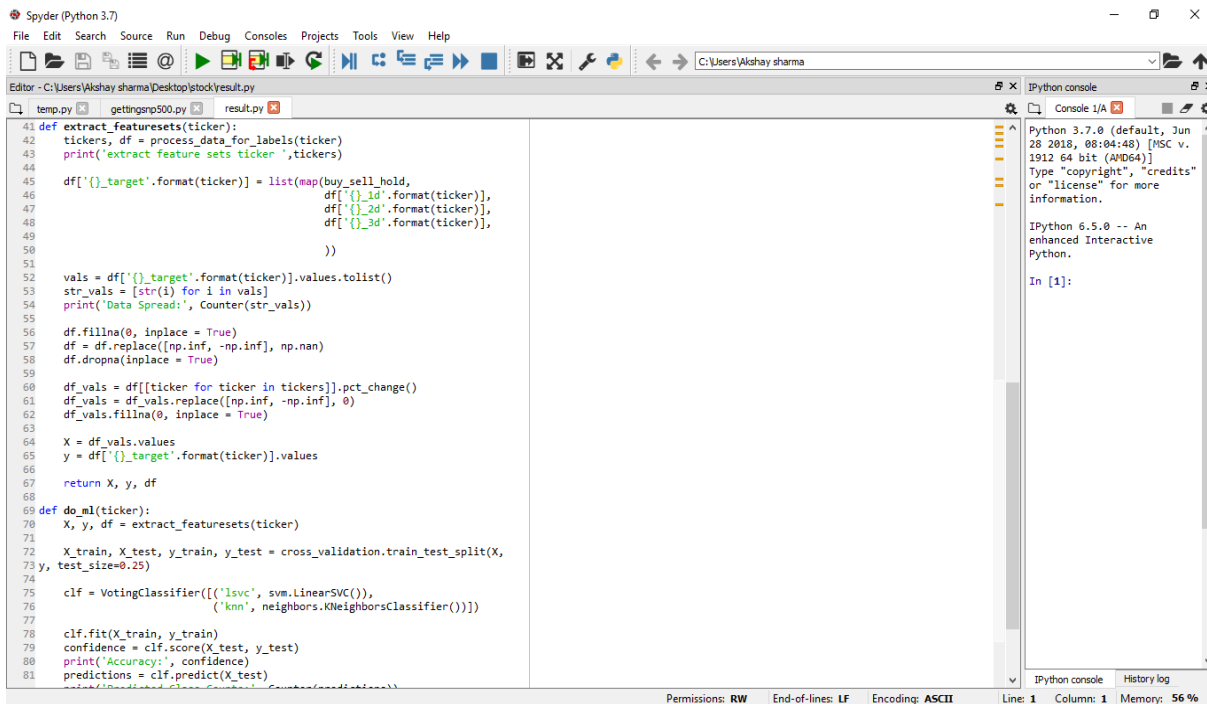 Spyder (Python 3.7)
File Edit Search Source Run Debug Consoles Projects Tools View Help
C:\Users\Akshay sharma
Editor - C:\Users\Akshay sharma\Desktop\stock\result.py
temp.py gettingsnp500.py result.py
41 def extract_featuresets(ticker):
42     tickers, df = process_data_for_labels(ticker)
43     print('extract feature sets ticker ',tickers)
44
45     df['{}_target'.format(ticker)] = list(map(buy_sell_hold,
46                                               df['{}_1d'.format(ticker)],
47                                               df['{}_2d'.format(ticker)],
48                                               df['{}_3d'.format(ticker)],
49
50                                               ))
51
52     vals = df['{}_target'.format(ticker)].values.tolist()
53     str_vals = [str(i) for i in vals]
54     print('Data Spread:', Counter(str_vals))
55
56     df.fillna(0, inplace = True)
57     df = df.replace([np.inf, -np.inf], np.nan)
58     df.dropna(inplace = True)
59
60     df_vals = df[[ticker for ticker in tickers]].pct_change()
61     df_vals = df_vals.replace([np.inf, -np.inf], 0)
62     df_vals.fillna(0, inplace = True)
63
64     X = df_vals.values
65     y = df['{}_target'.format(ticker)].values
66
67     return X, y, df
68
69 def do_ml(ticker):
70     X, y, df = extract_featuresets(ticker)
71
72     X_train, X_test, y_train, y_test = cross_validation.train_test_split(X,
73 y, test_size=0.25)
74
75     clf = VotingClassifier([('lsvc', svm.LinearSVC()),
76                             ('knn', neighbors.KNeighborsClassifier())])
77
78     clf.fit(X_train, y_train)
79     confidence = clf.score(X_test, y_test)
80     print('Accuracy:', confidence)
81     predictions = clf.predict(X_test)
print('Predicted Class Counts:', Counter(predictions))
IPython console
Console 1/A
Python 3.7.0 (default, Jun
28 2018, 08:04:48) [MSC v.
1912 64 bit (AMD64)]
Type "copyright", "credits"
or "license" for more
information.
IPython 6.5.0 -- An
enhanced Interactive
Python.
In [1]:
IPython console History log
Permissions: RW End-of-lines: LF Encoding: ASCII Line: 1 Column: 1 Memory: 56 %